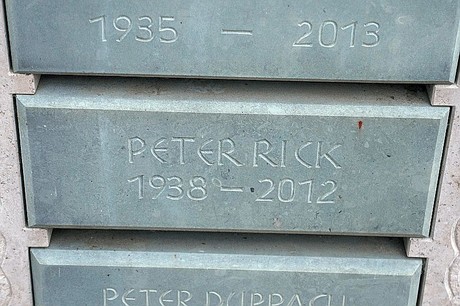 1935 — 2013
PETER RICK
1938 — 2012
PETER